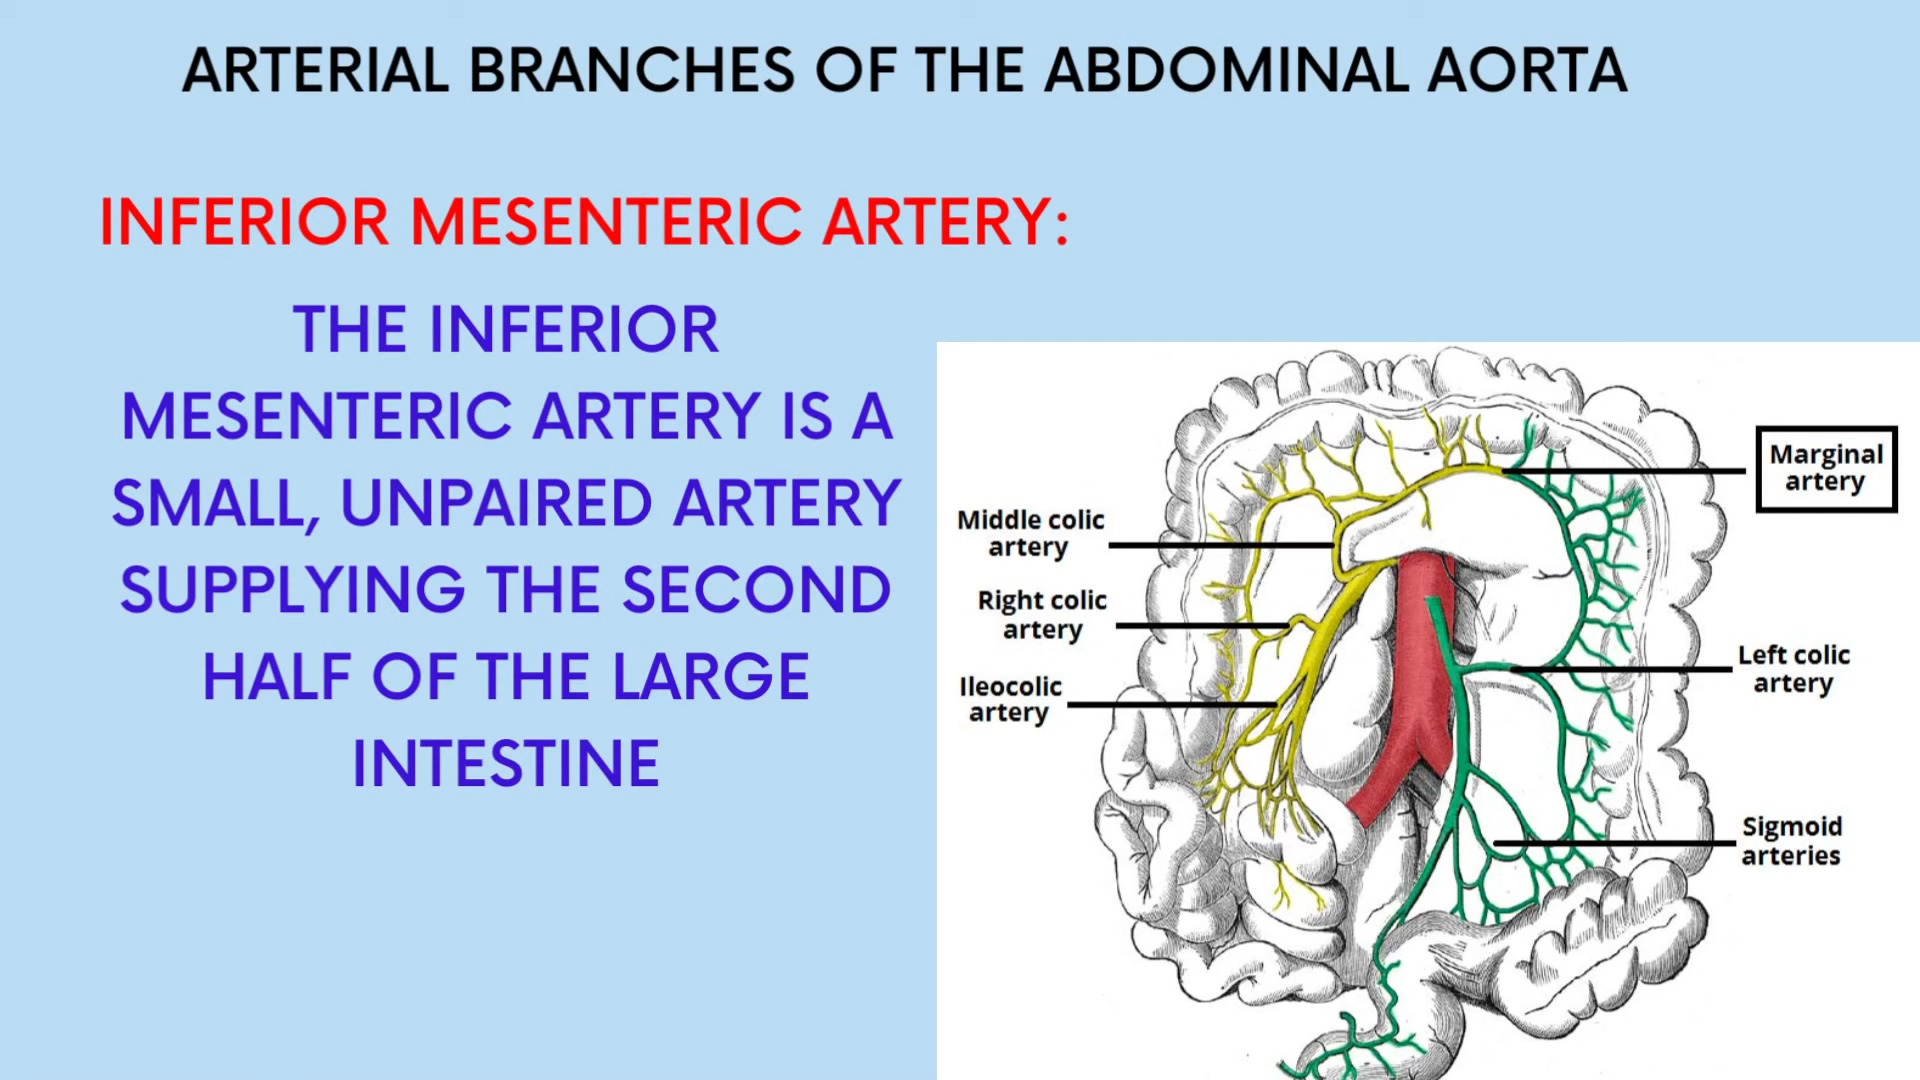 ARTERIAL BRANCHES OF THE ABDOMINAL AORTA
INFERIOR MESENTERIC ARTERY:
THE INFERIOR
MESENTERIC ARTERY IS A
SMALL, UNPAIRED ARTERY
SUPPLYING THE SECOND
HALF OF THE LARGE
INTESTINE
Middle colic
artery
Right colic
artery
Ileocolic
artery
Marginal
artery
Left colic
artery
Sigmoid
arteries